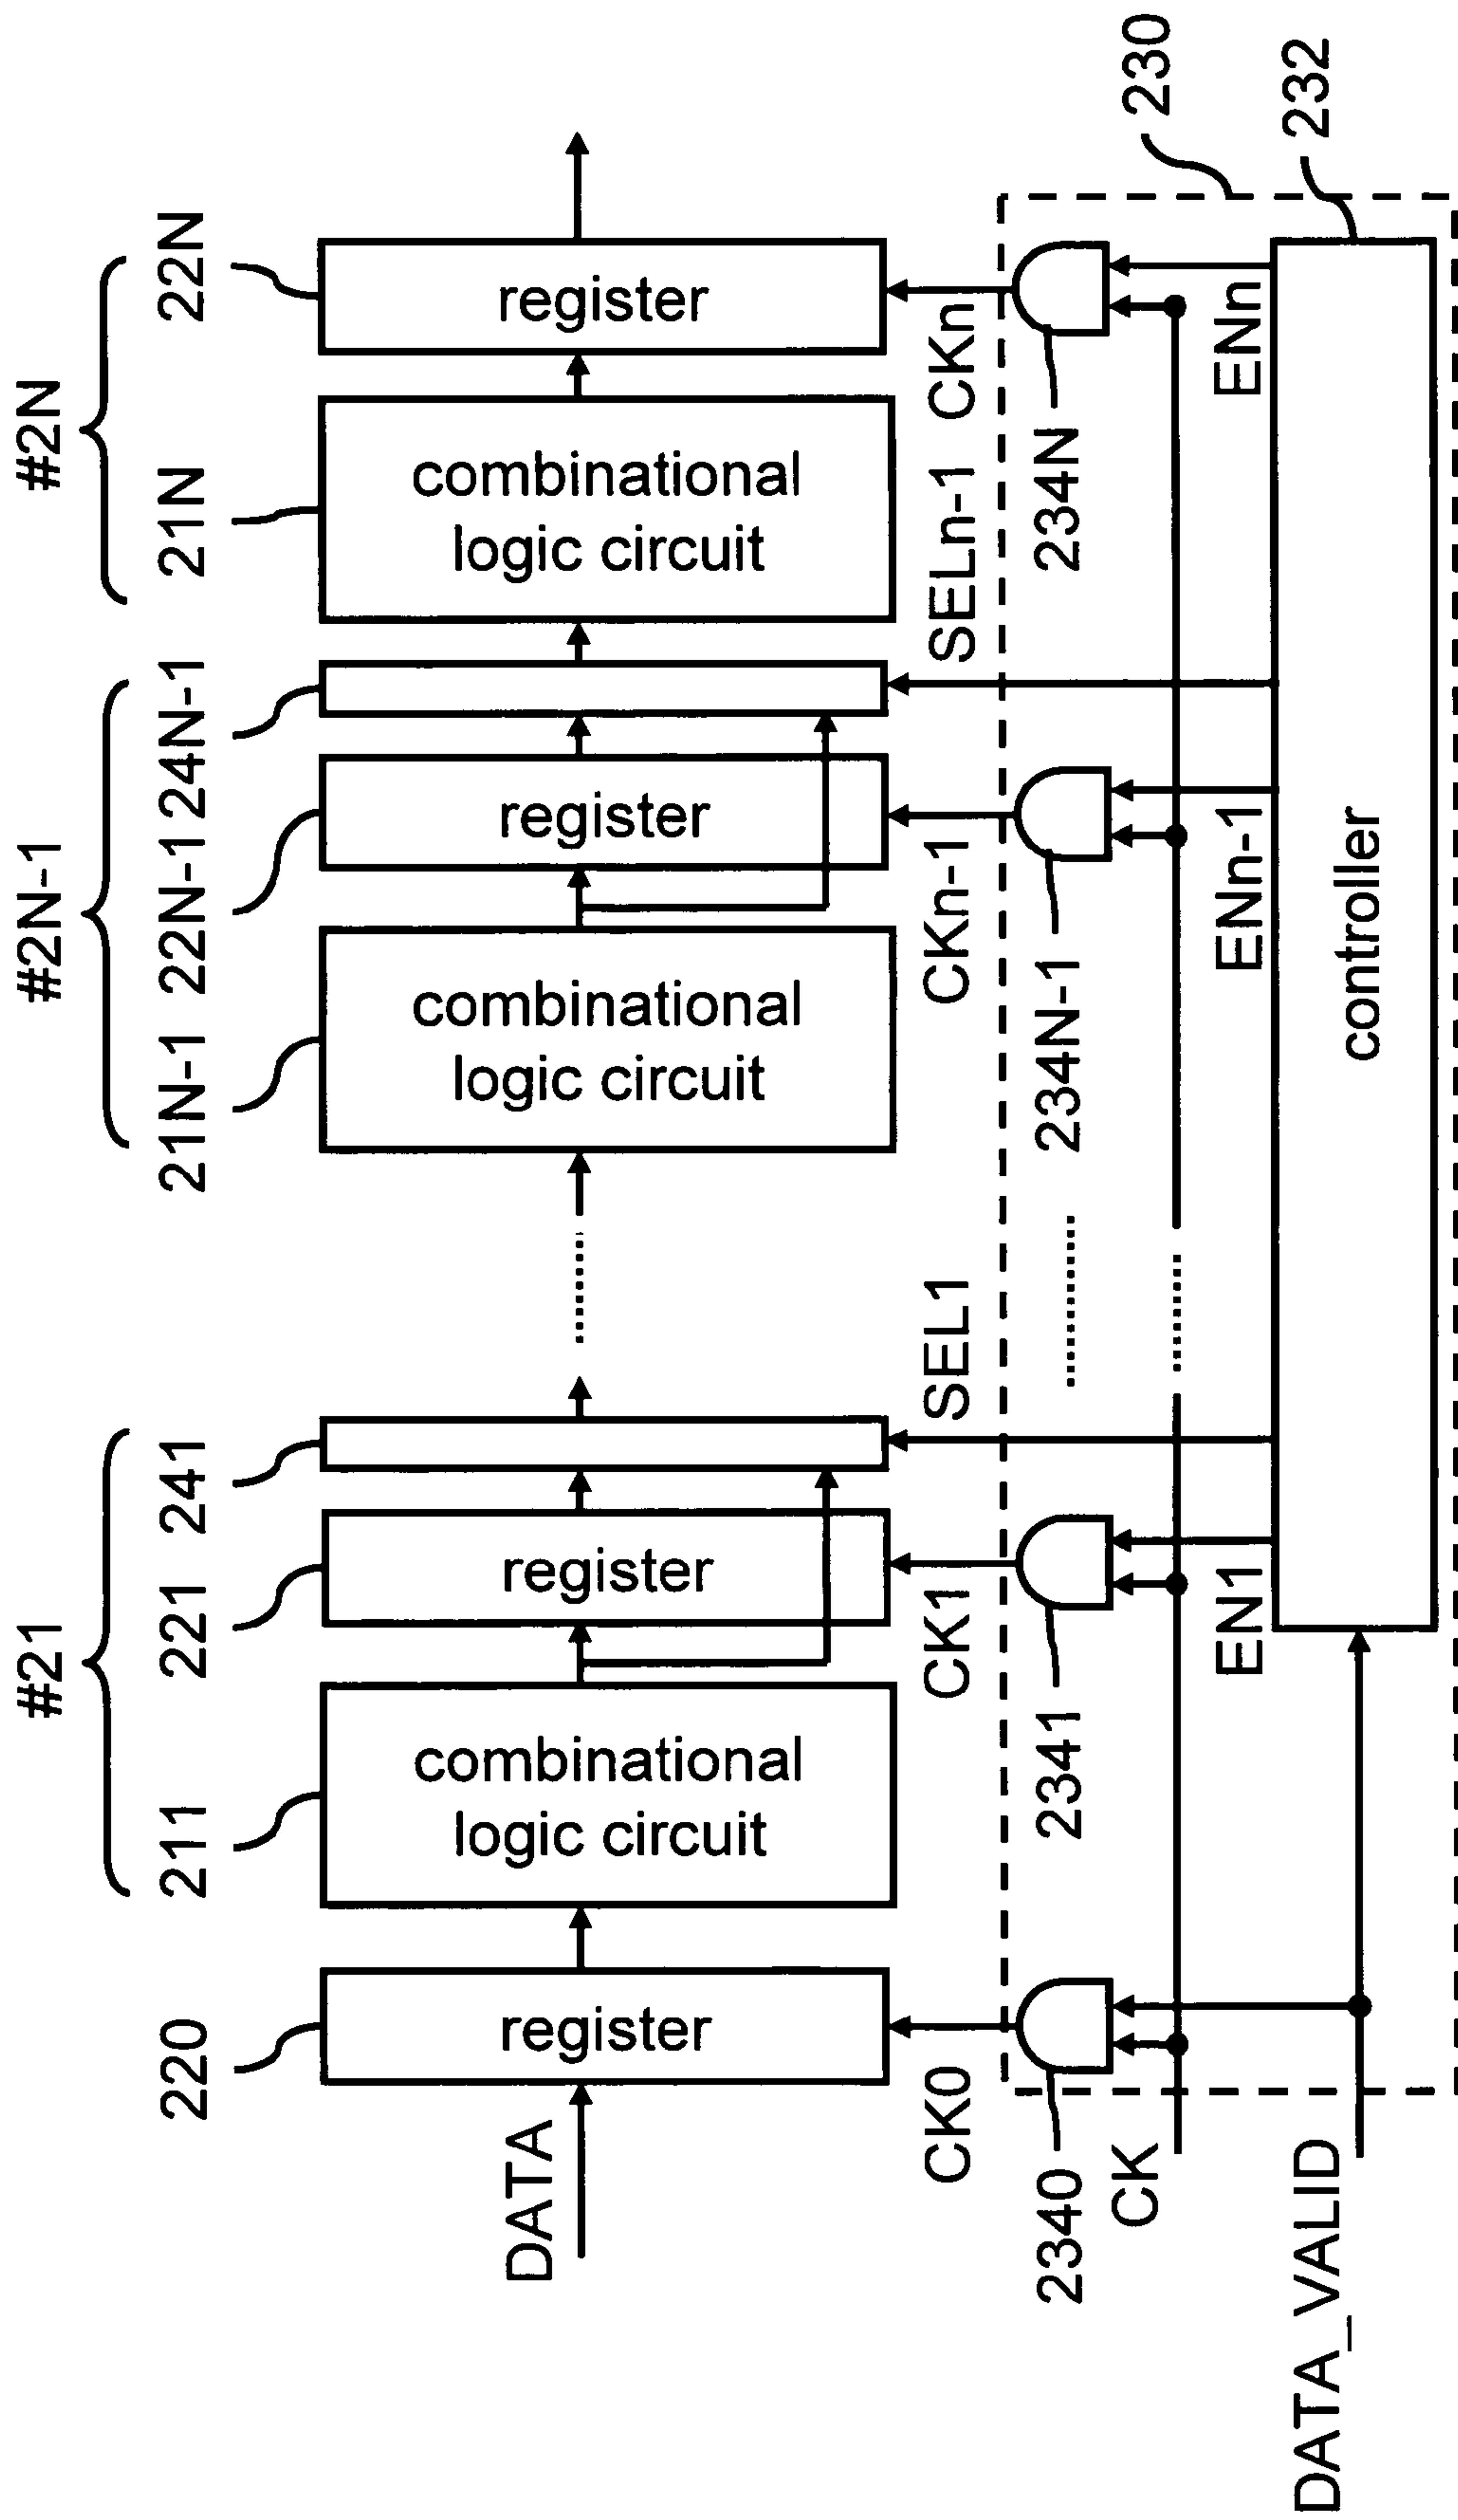 #21
#2N-1
#2N
220
211
221
241
21N-1
22N-1
24N-1
21N
22N
DATA
register
combinational
logic circuit
register
combinational
logic circuit
register
combinational
logic circuit
register
CK0
CK1
SEL1
CKn-1
SELn-1
CKn
2340
2341
234N-1
234N
CK
230
EN1
ENn-1
ENn
DATA_VALID
controller
232